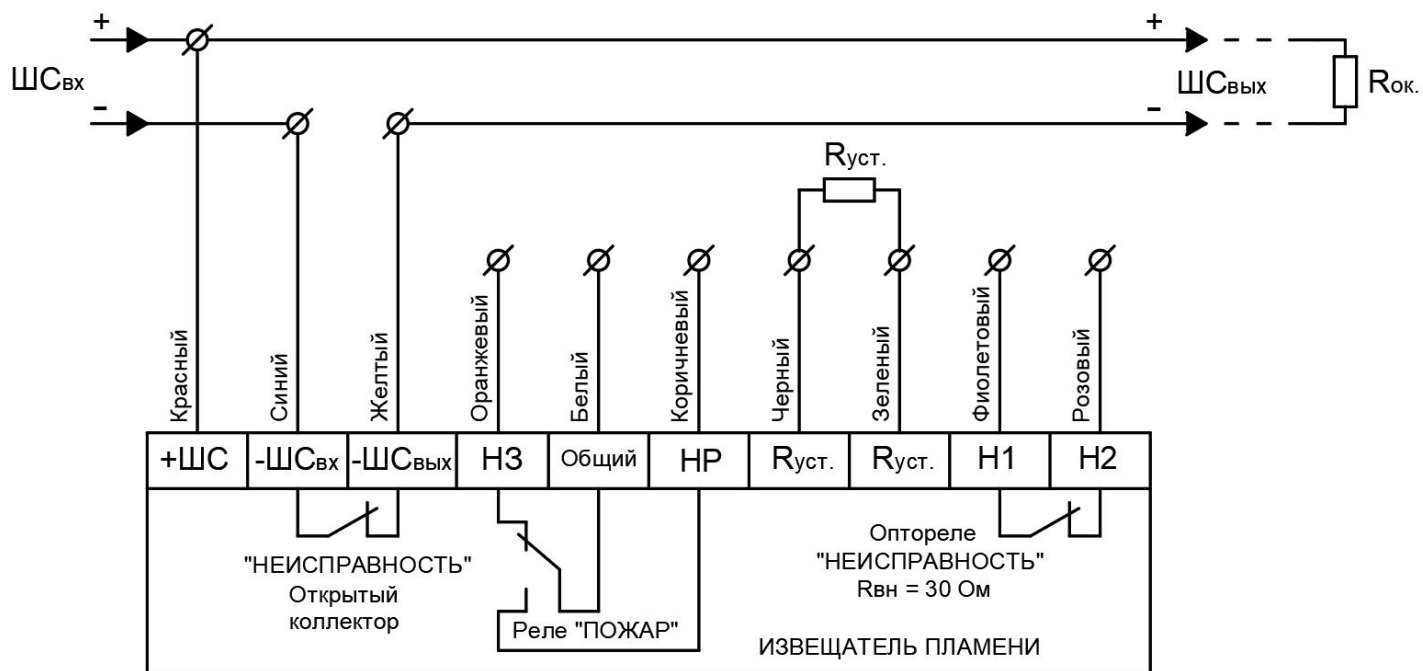 +
+
ШСвх
ШСвых
Rок.
-
-
Rуст.
Красный
Синий
Желтый
Оранжевый
Белый
Коричневый
Черный
Зеленый
Фиолетовый
Розовый
+ШС
-ШСвх
-ШСвых
НЗ
Общий
НР
Rуст.
Rуст.
Н1
Н2
"НЕИСПРАВНОСТЬ"
Открытый
коллектор
Реле "ПОЖАР"
Оптореле
"НЕИСПРАВНОСТЬ"
Rвн = 30 Ом
ИЗВЕЩАТЕЛЬ ПЛАМЕНИ